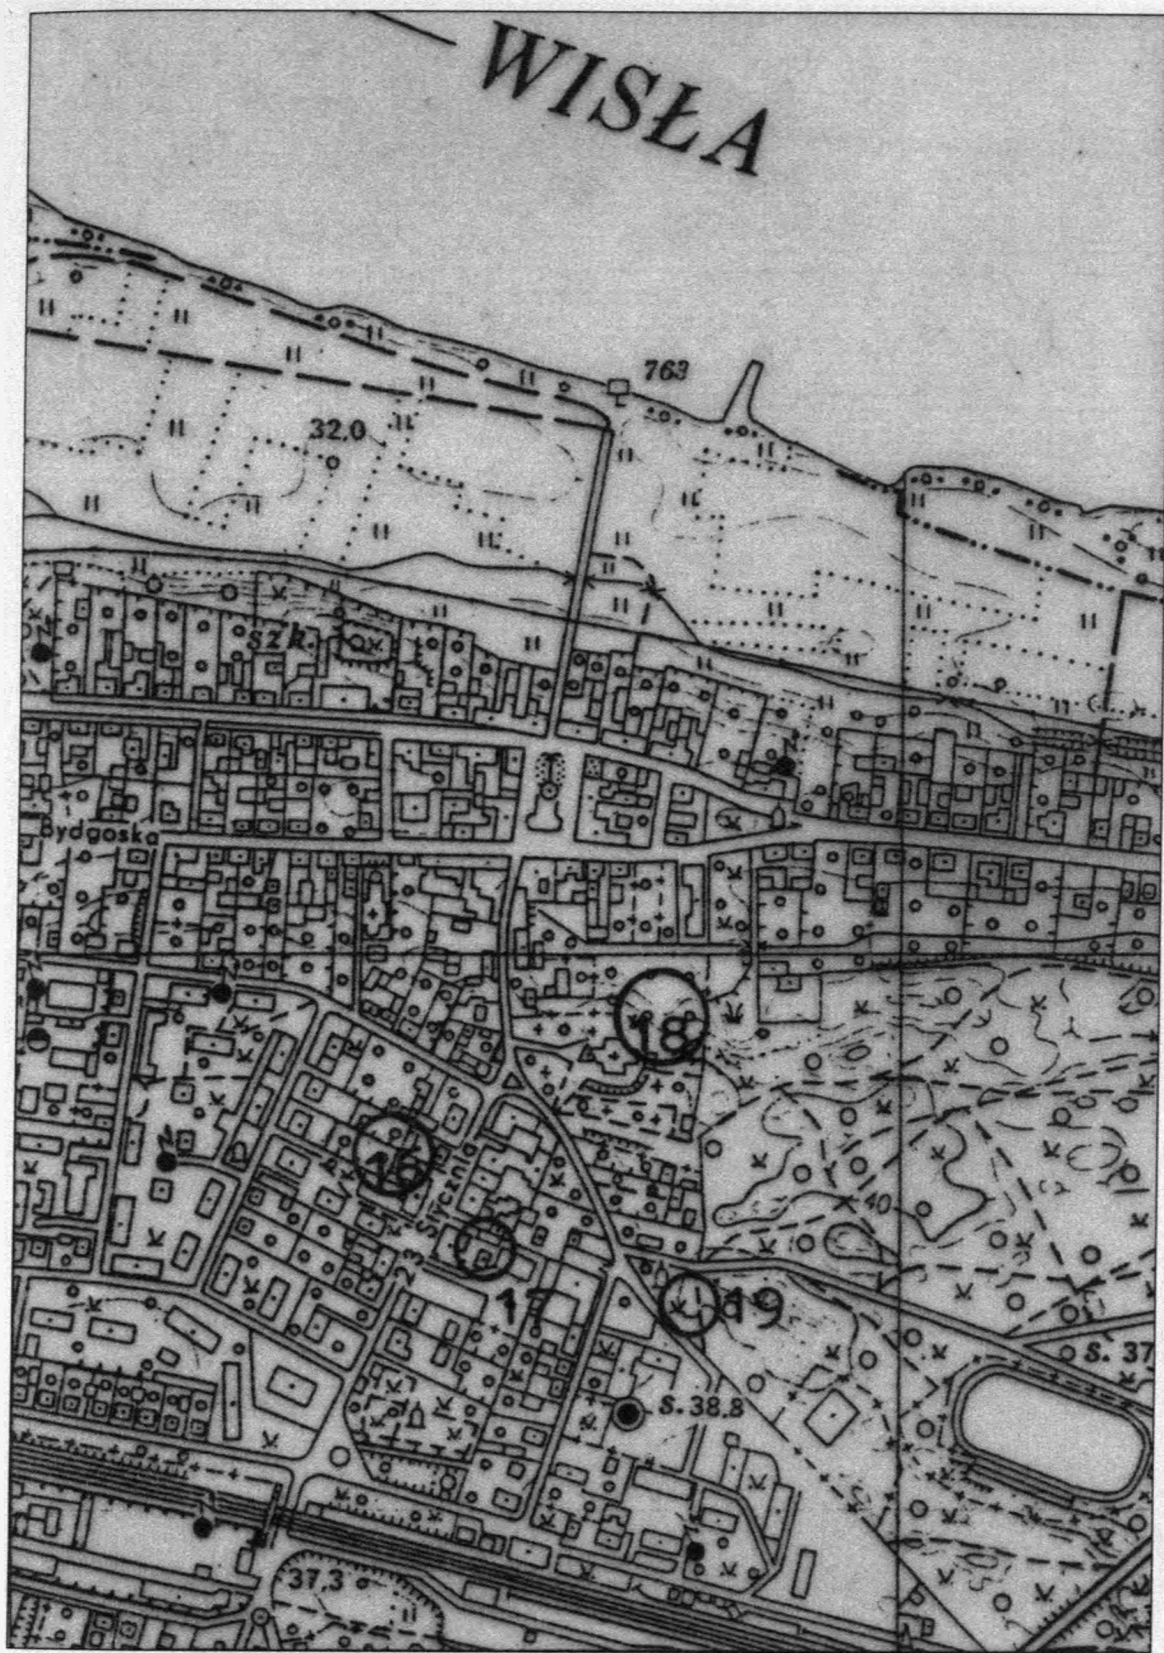 WISŁA
763
32.0
szk.
Bydgoska
18
16
23 Stycznia
17
40
19
S. 37
S. 38.8
37,3